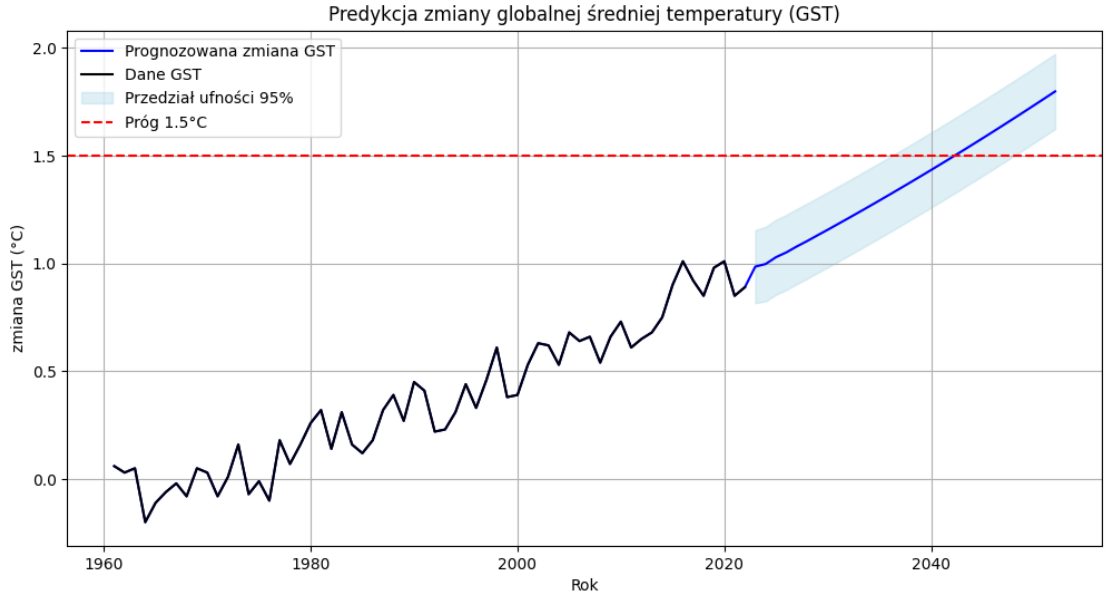 Predykcja zmiany globalnej średniej temperatury (GST)
Prognozowana zmiana GST
Dane GST
Przedział ufności 95%
Próg 1.5°C
zmiana GST (°C)
2.0
1.5
1.0
0.5
0.0
1960 1980 2000 2020 2040
Rok